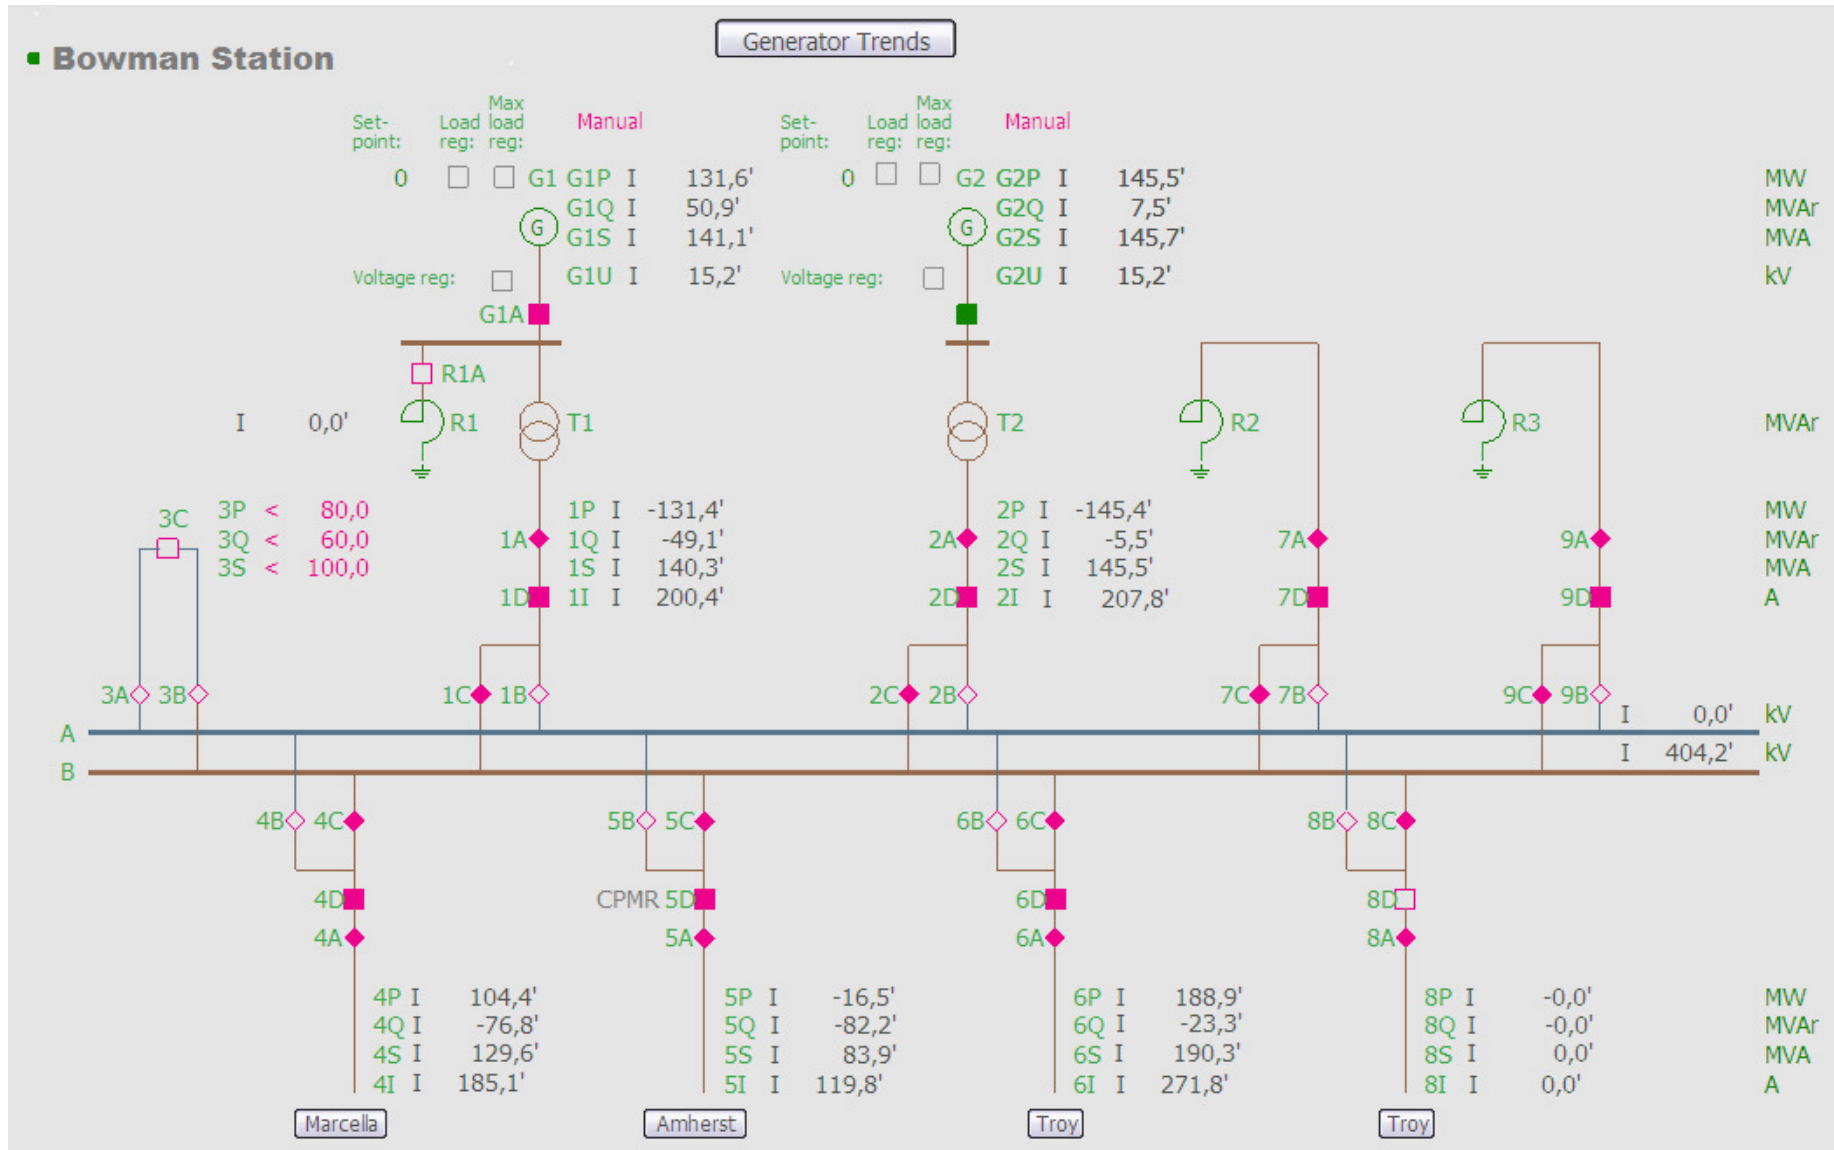 Generator Trends
Bowman Station
Set-point: Load reg: Max load reg: Manual Set-point: Load reg: Max load reg: Manual
0 G1 G1P I 131,6' 0 G2 G2P I 145,5' MW
G1Q I 50,9' G2Q I 7,5' MVAr
G G1S I 141,1' G G2S I 145,7' MVA
Voltage reg: G1U I 15,2' Voltage reg: G2U I 15,2' kV
G1A
R1A
I 0,0' R1 T1 T2 R2 R3 MVAr
3C 3P < 80,0 1P I -131,4' 2P I -145,4' MW
3Q < 60,0 1A 1Q I -49,1' 2A 2Q I -5,5' 7A 9A MVAr
3S < 100,0 1S I 140,3' 2S I 145,5' MVA
1D 1I I 200,4' 2D 2I I 207,8' 7D 9D A
3A 3B 1C 1B 2C 2B 7C 7B 9C 9B
A I 0,0' kV
B I 404,2' kV
4B 4C 5B 5C 6B 6C 8B 8C
4D CPMR 5D 6D 8D
4A 5A 6A 8A
4P I 104,4' 5P I -16,5' 6P I 188,9' 8P I -0,0' MW
4Q I -76,8' 5Q I -82,2' 6Q I -23,3' 8Q I -0,0' MVAr
4S I 129,6' 5S I 83,9' 6S I 190,3' 8S I 0,0' MVA
4I I 185,1' 5I I 119,8' 6I I 271,8' 8I I 0,0' A
Marcella Amherst Troy Troy